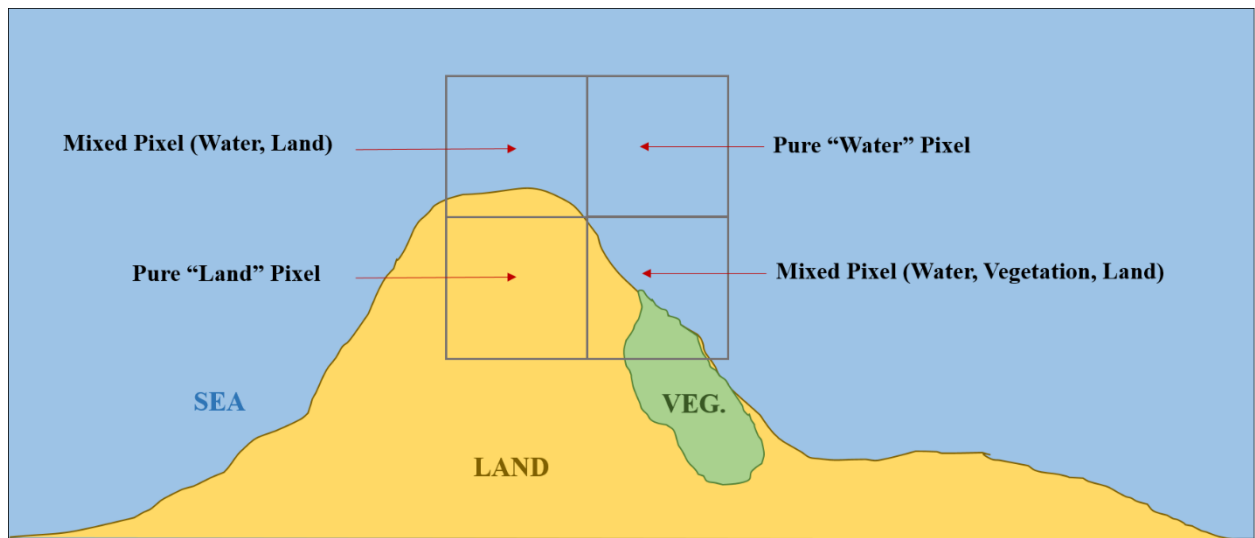 Mixed Pixel (Water, Land)
Pure “Water” Pixel
Pure “Land” Pixel
Mixed Pixel (Water, Vegetation, Land)
SEA
VEG.
LAND